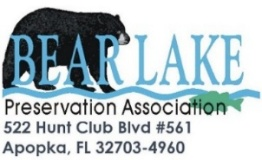 BEAR LAKE
Preservation Association
522 Hunt Club Blvd #561
Apopka, FL 32703-4960